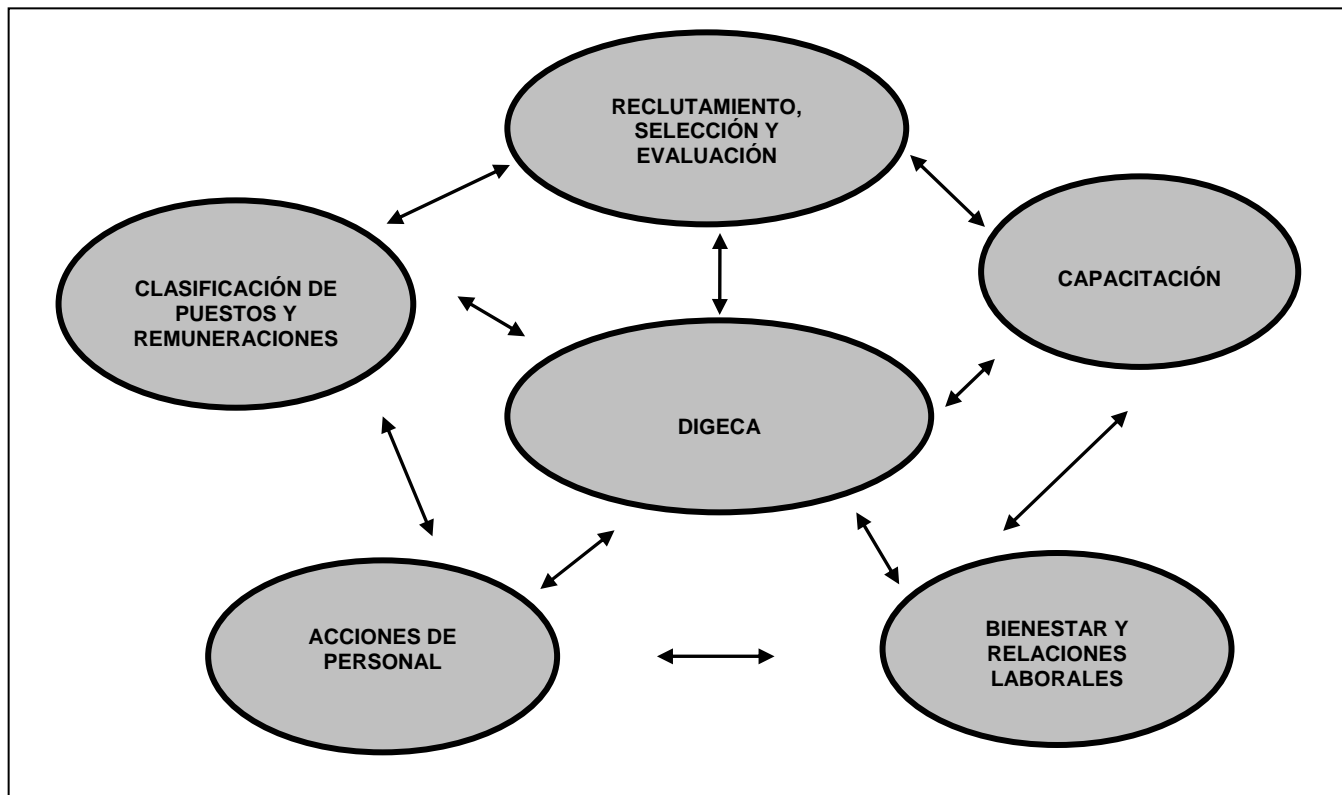 RECLUTAMIENTO,
SELECCIÓN Y
EVALUACIÓN
CLASIFICACIÓN DE
PUESTOS Y
REMUNERACIONES
CAPACITACIÓN
DIGECA
ACCIONES DE
PERSONAL
BIENESTAR Y
RELACIONES
LABORALES